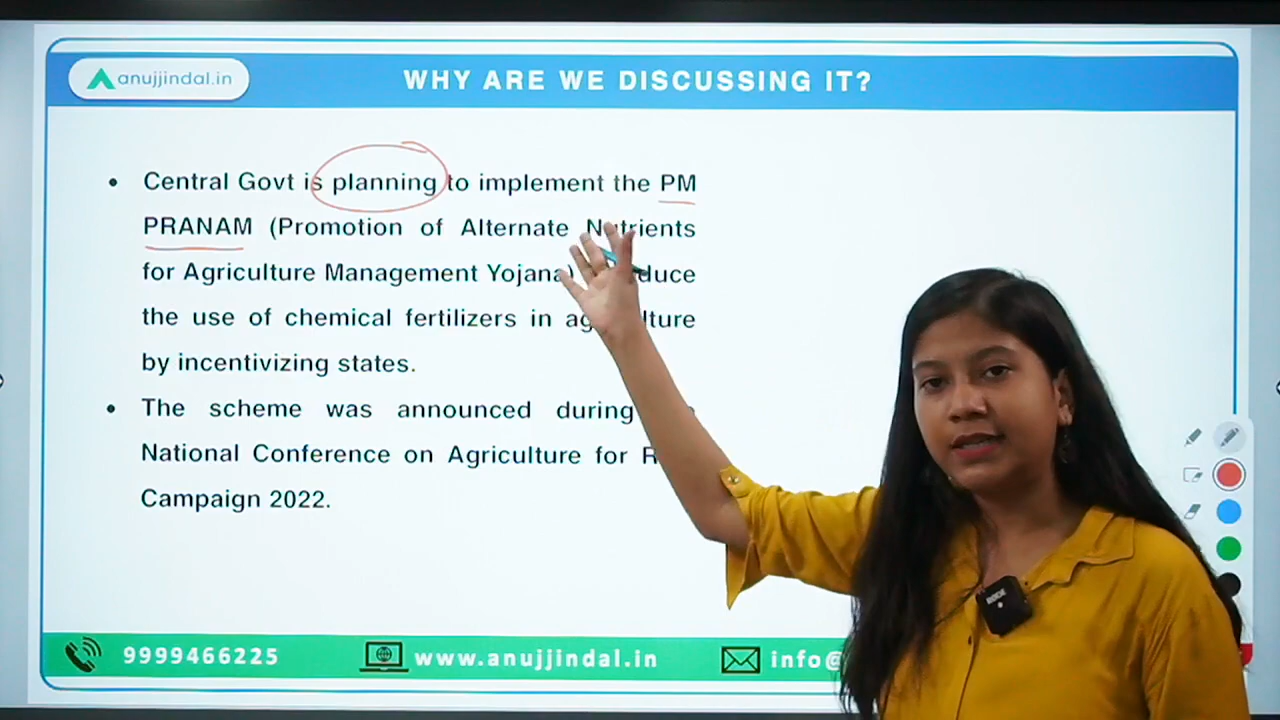 anujjindal.in
WHY ARE WE DISCUSSING IT?
Central Govt is planning to implement the PM
PRANAM (Promotion of Alternate Nutrients
for Agriculture Management Yojana)
the use of chemical fertilizers in
by incentivizing states.
The scheme was announced during
National Conference on Agriculture for
Campaign 2022.
9999466225
www.anujjindal.in
info@
RODE